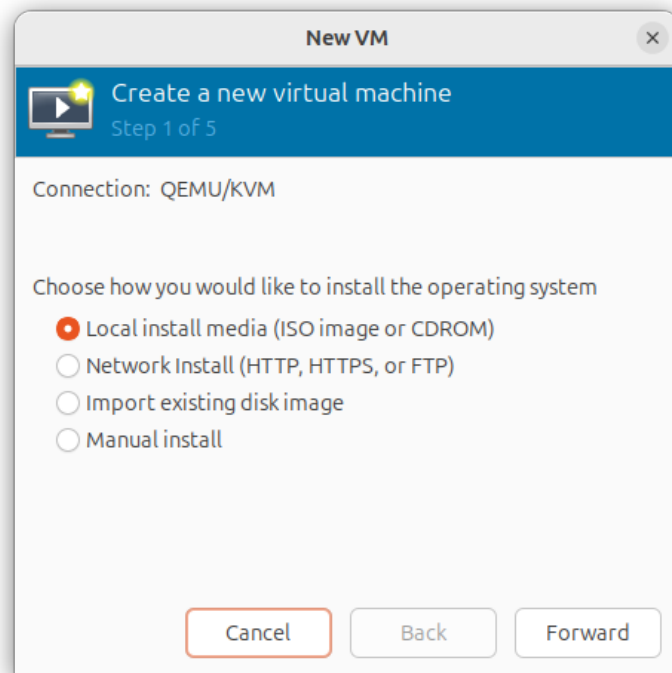 New VM
Create a new virtual machine
Step 1 of 5
Connection: QEMU/KVM
Choose how you would like to install the operating system
Local install media (ISO image or CDROM)
Network Install (HTTP, HTTPS, or FTP)
Import existing disk image
Manual install
Cancel Back Forward